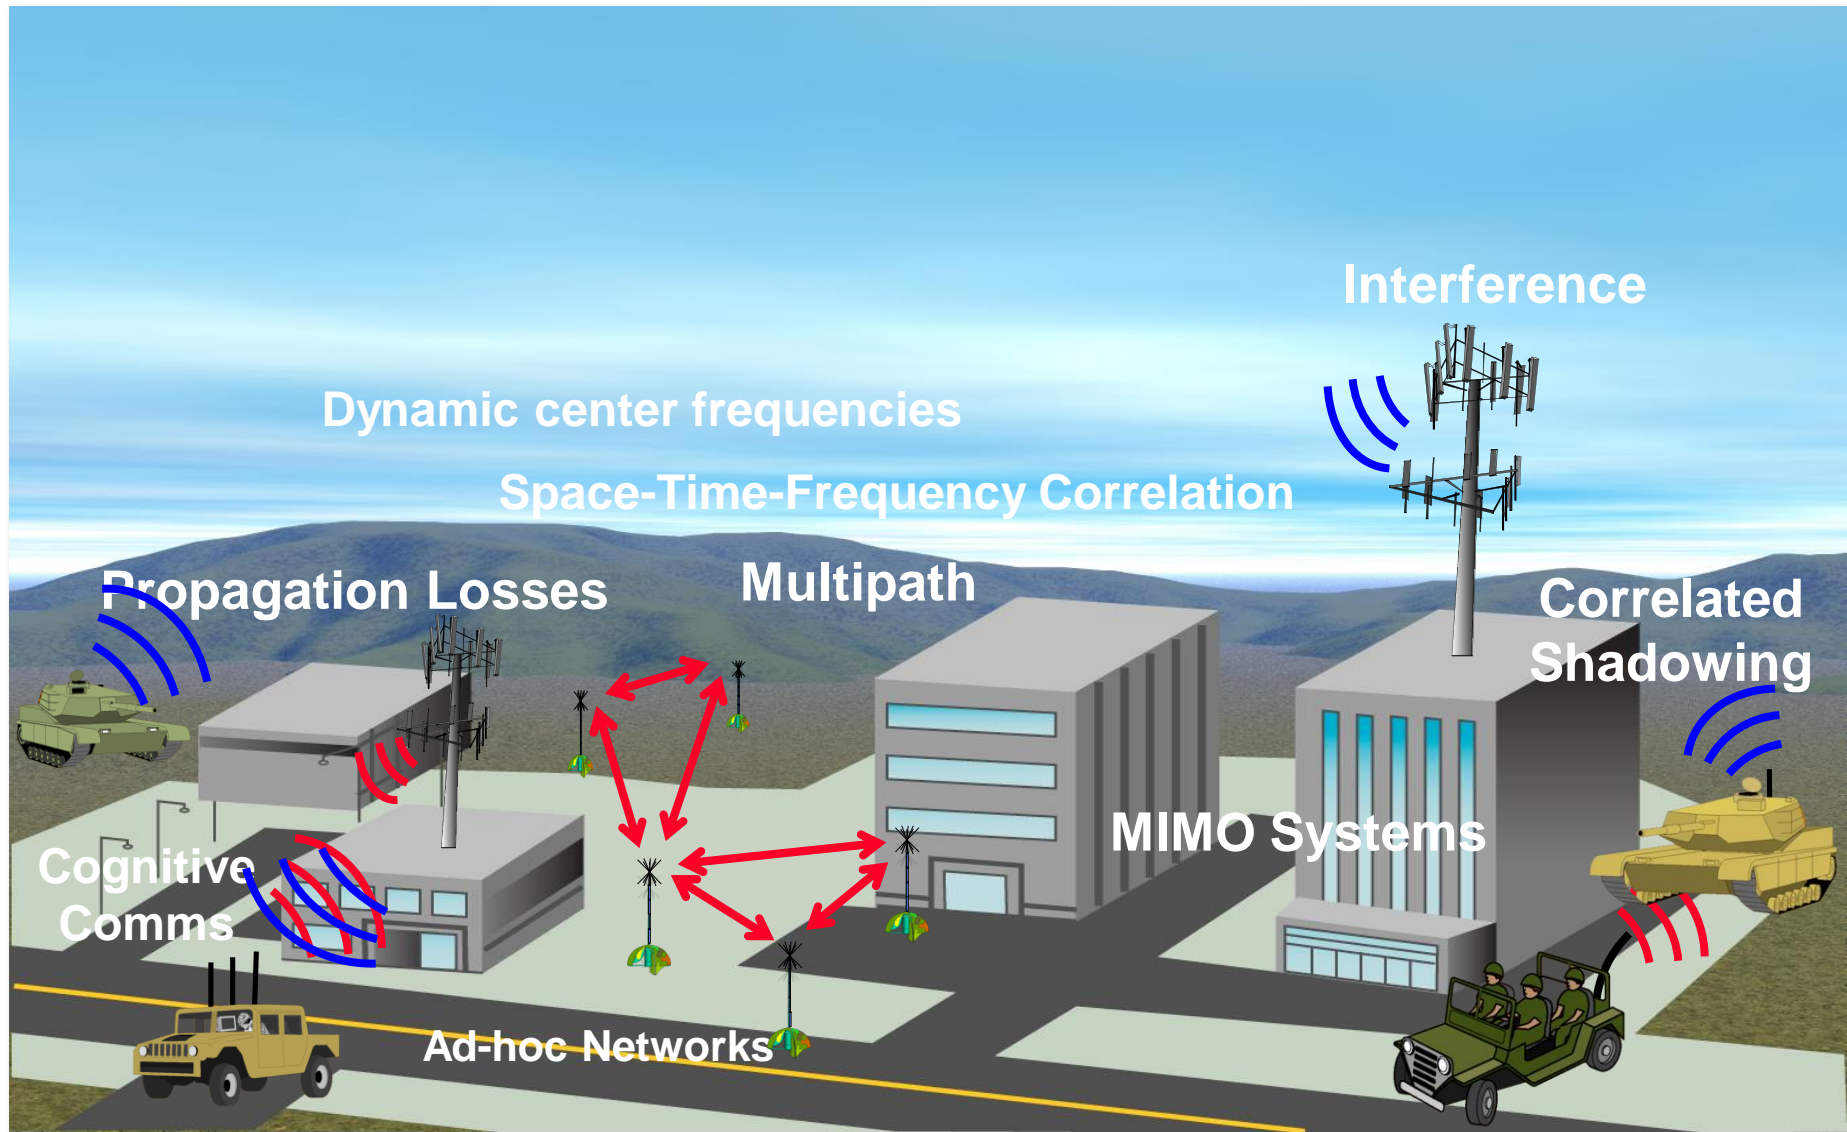 Interference
Dynamic center frequencies
Space-Time-Frequency Correlation
Propagation Losses
Multipath
Correlated
Shadowing
MIMO Systems
Cognitive
Comms
Ad-hoc Networks